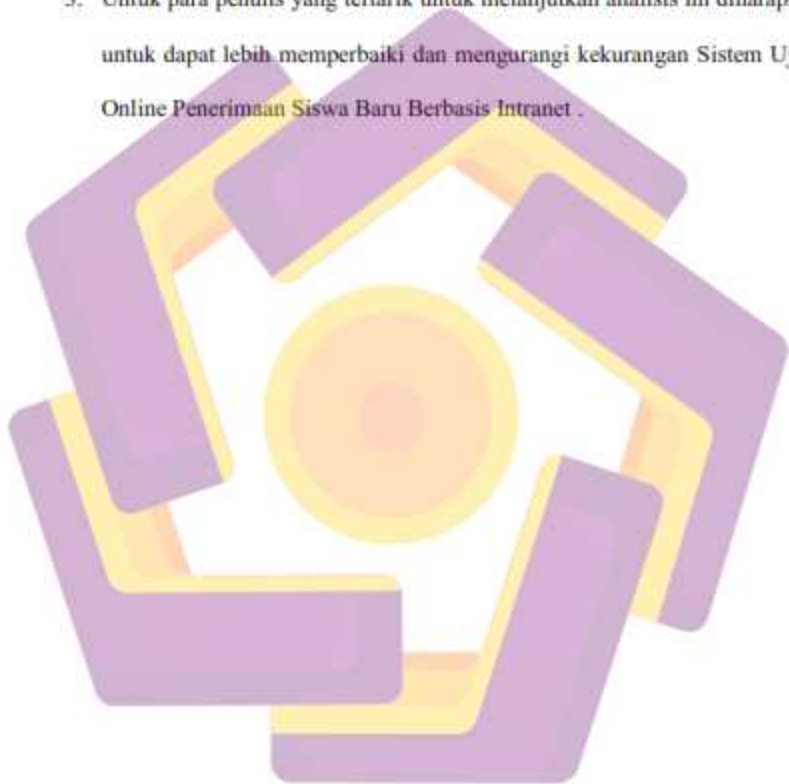 Untuk para penulis yang tertarik untuk melanjutkan analisis ini
untuk dapat lebih memperbaiki dan mengurangi kekurangan Sistem
Online Penerimaan Siswa Baru Berbasis Intranet .